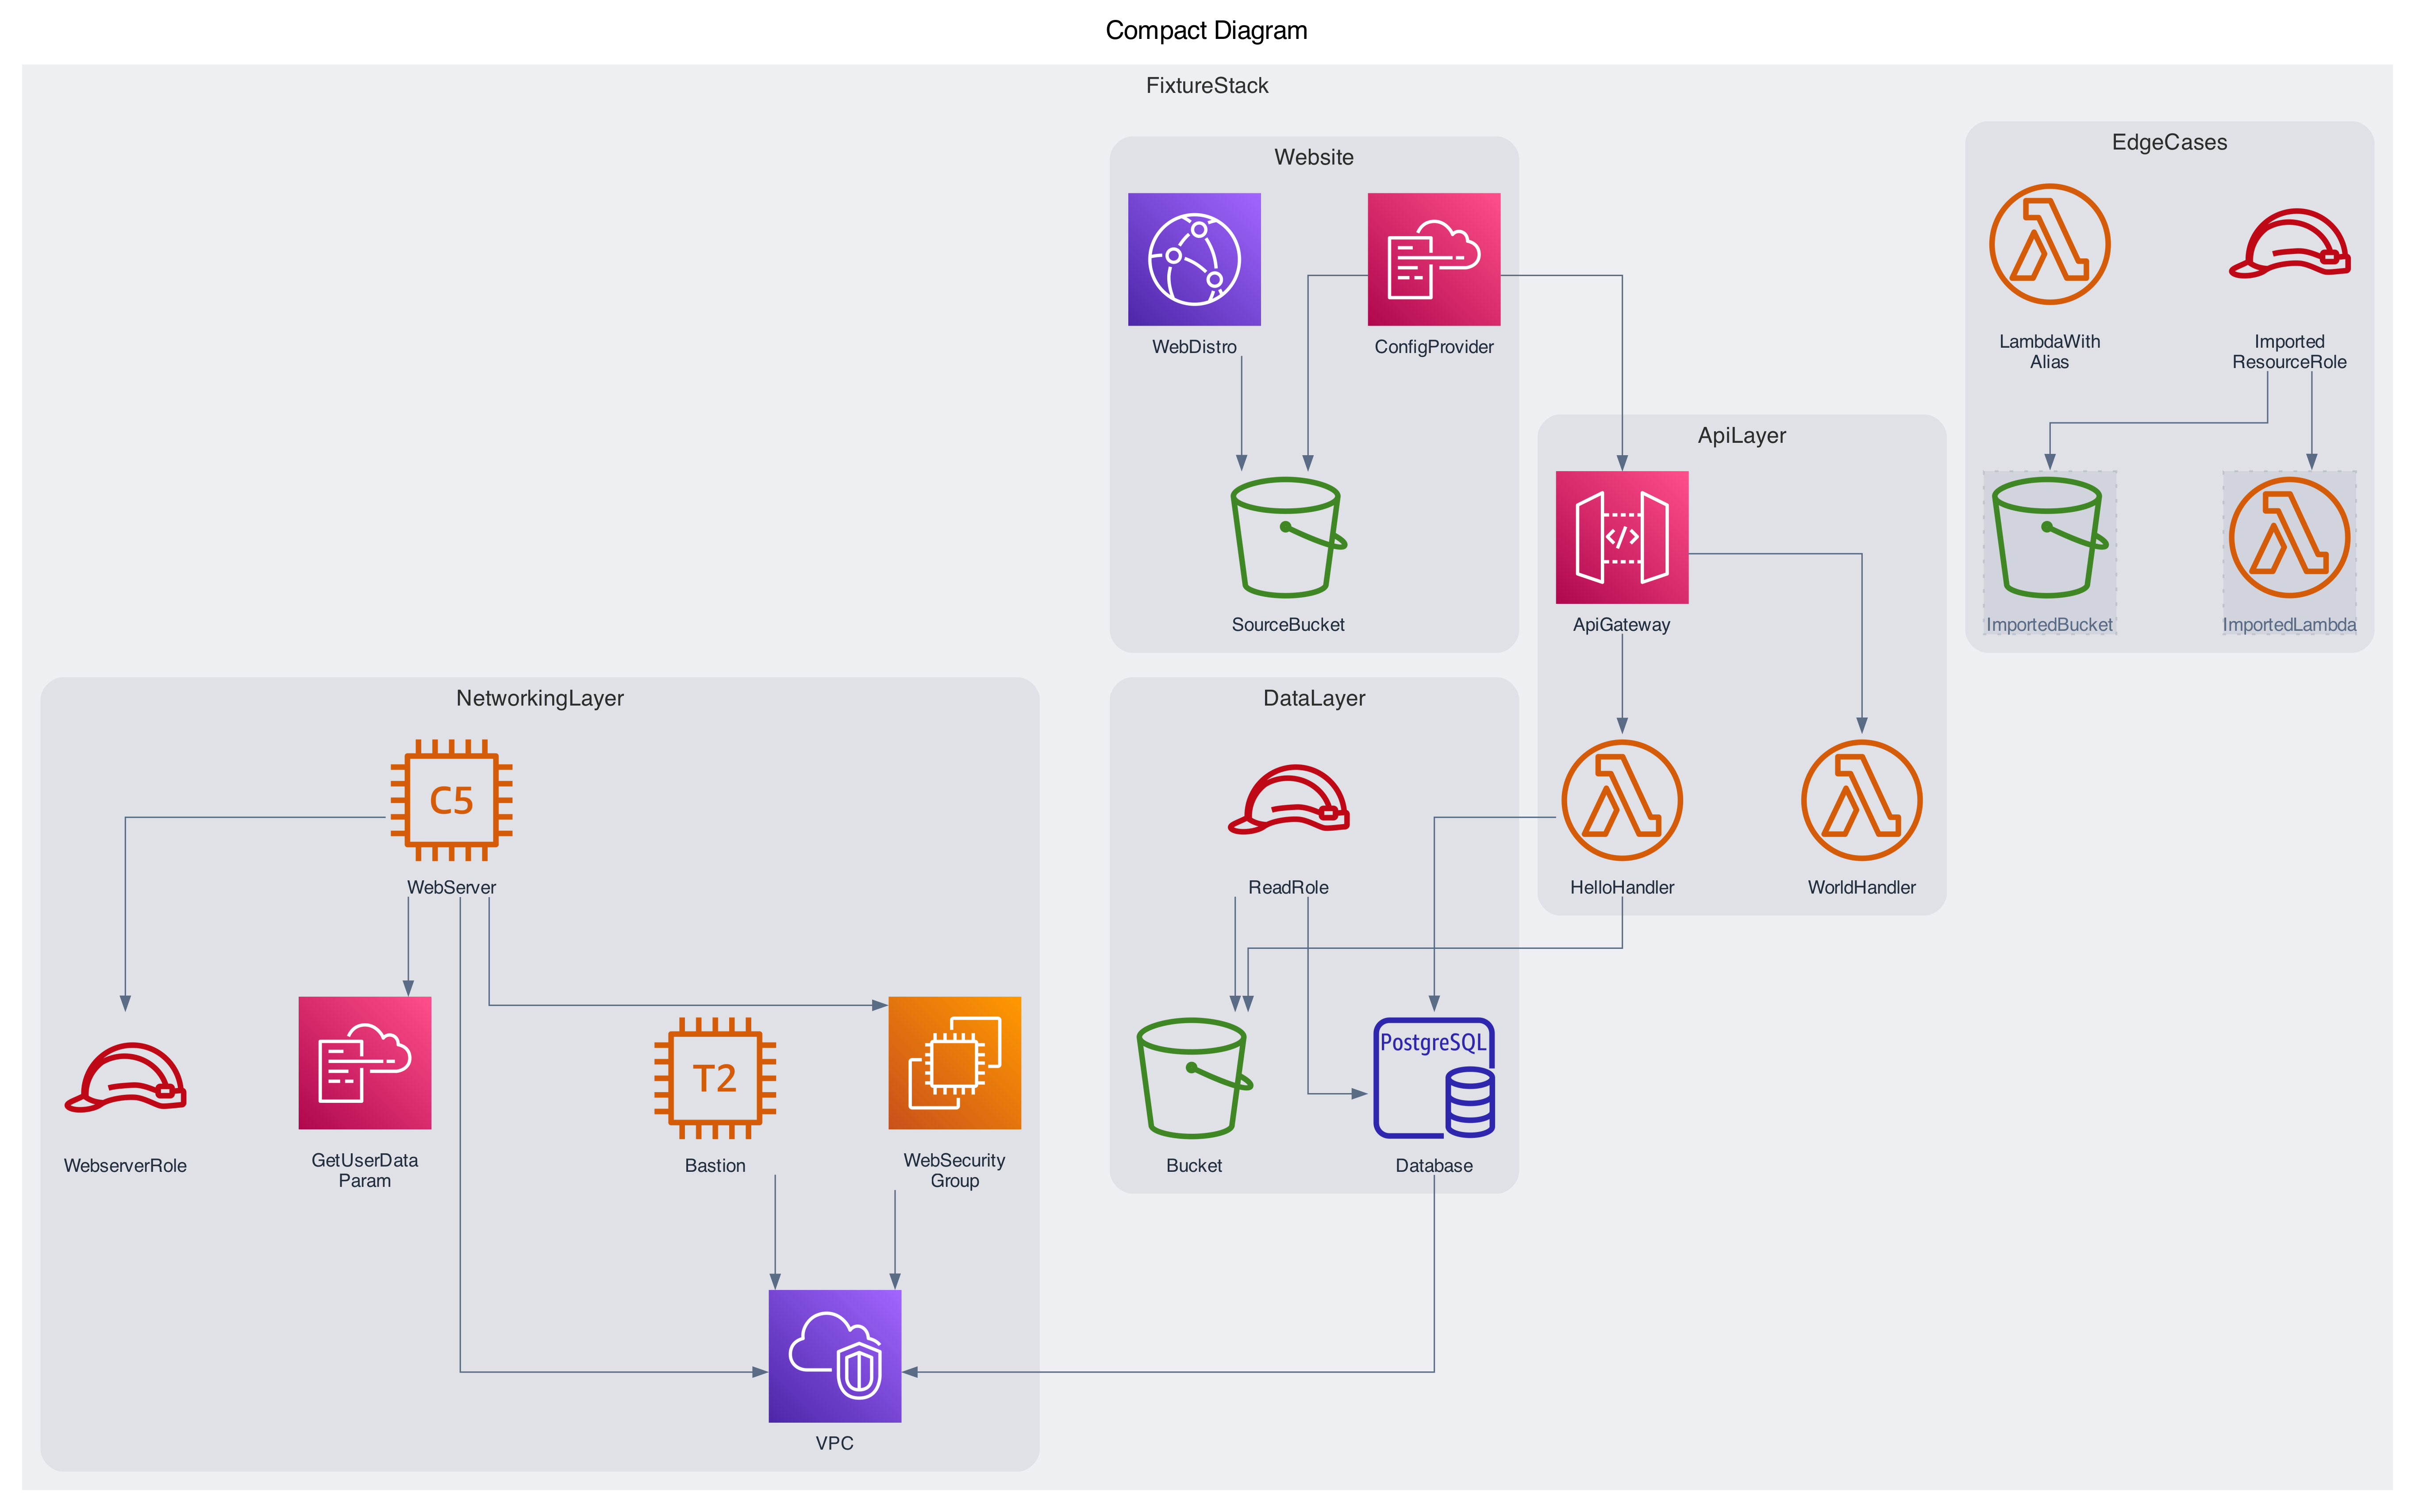 Compact Diagram
FixtureStack
Website
WebDistro
ConfigProvider
SourceBucket
EdgeCases
LambdaWith
Alias
Imported
ResourceRole
ImportedBucket
ImportedLambda
ApiLayer
ApiGateway
HelloHandler
WorldHandler
NetworkingLayer
C5
WebServer
WebserverRole
GetUserData
Param
T2
Bastion
WebSecurity
Group
VPC
DataLayer
ReadRole
Bucket
PostgreSQL
Database